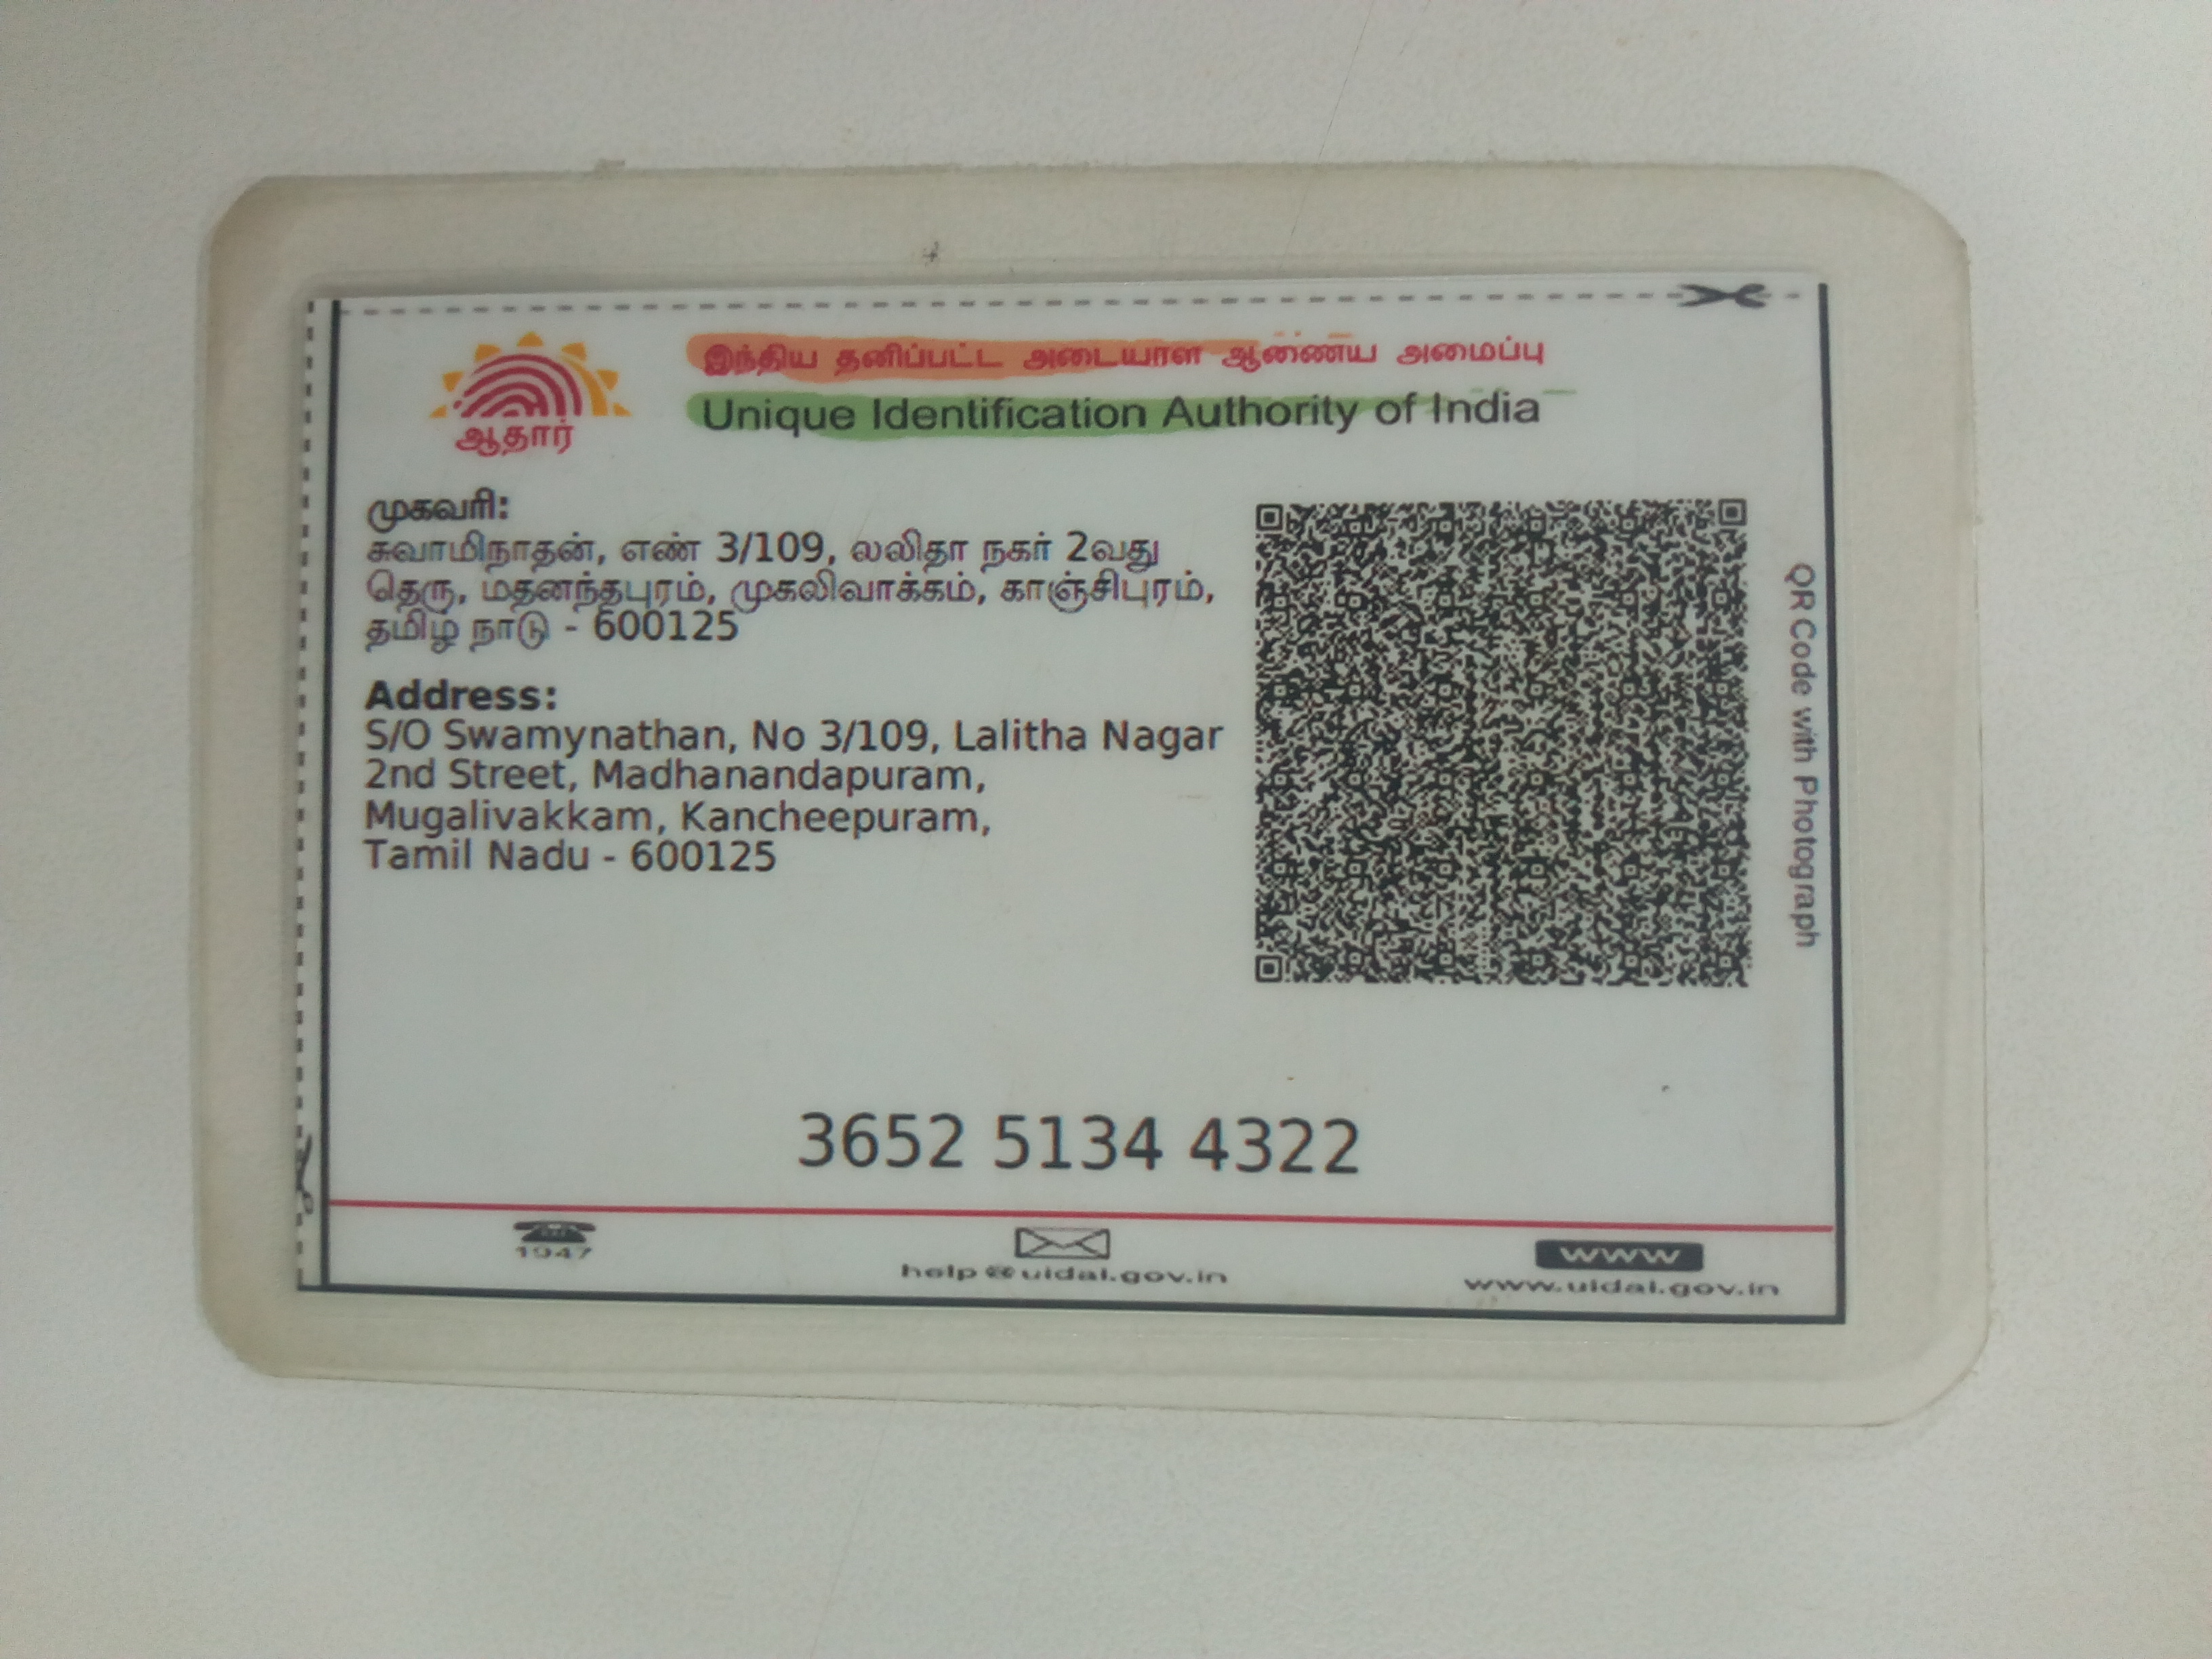 இந்திய தனிப்பட்ட அடையாள ஆணைய அமைப்பு
Unique Identification Authority of India
ஆதார்
முகவரி:
சுவாமிநாதன், எண் 3/109, லலிதா நகர் 2வது
தெரு, மதனந்தபுரம், முகலிவாக்கம், காஞ்சிபுரம்,
தமிழ் நாடு - 600125
Address:
S/O Swamynathan, No 3/109, Lalitha Nagar
2nd Street, Madhanandapuram,
Mugalivakkam, Kancheepuram,
Tamil Nadu - 600125
QR Code with Photograph
3652 5134 4322
1947
help@uidai.gov.in
www
www.uidai.gov.in